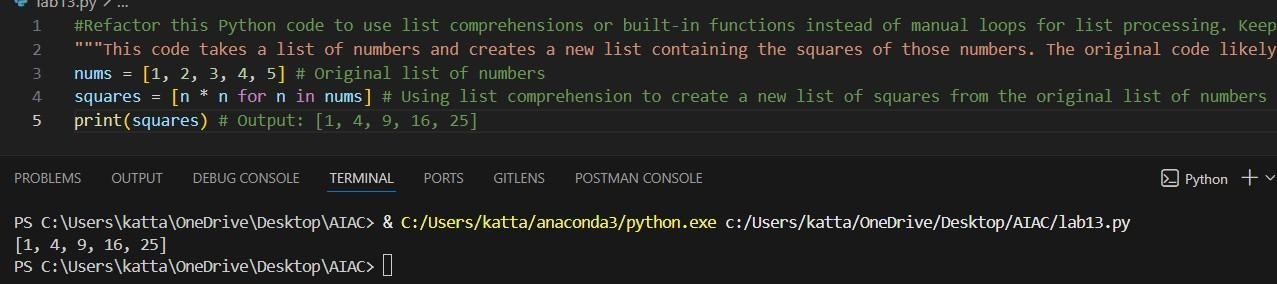 lab13.py > ...
1 #Refactor this Python code to use list comprehensions or built-in functions instead of manual loops for list processing. Keep
2 """This code takes a list of numbers and creates a new list containing the squares of those numbers. The original code likely
3 nums = [1, 2, 3, 4, 5] # Original list of numbers
4 squares = [n * n for n in nums] # Using list comprehension to create a new list of squares from the original list of numbers
5 print(squares) # Output: [1, 4, 9, 16, 25]
PROBLEMS OUTPUT DEBUG CONSOLE TERMINAL PORTS GITLENS POSTMAN CONSOLE Python
PS C:\Users\katta\OneDrive\Desktop\AIAC> & C:/Users/katta/anaconda3/python.exe c:/Users/katta/OneDrive/Desktop/AIAC/lab13.py
[1, 4, 9, 16, 25]
PS C:\Users\katta\OneDrive\Desktop\AIAC>